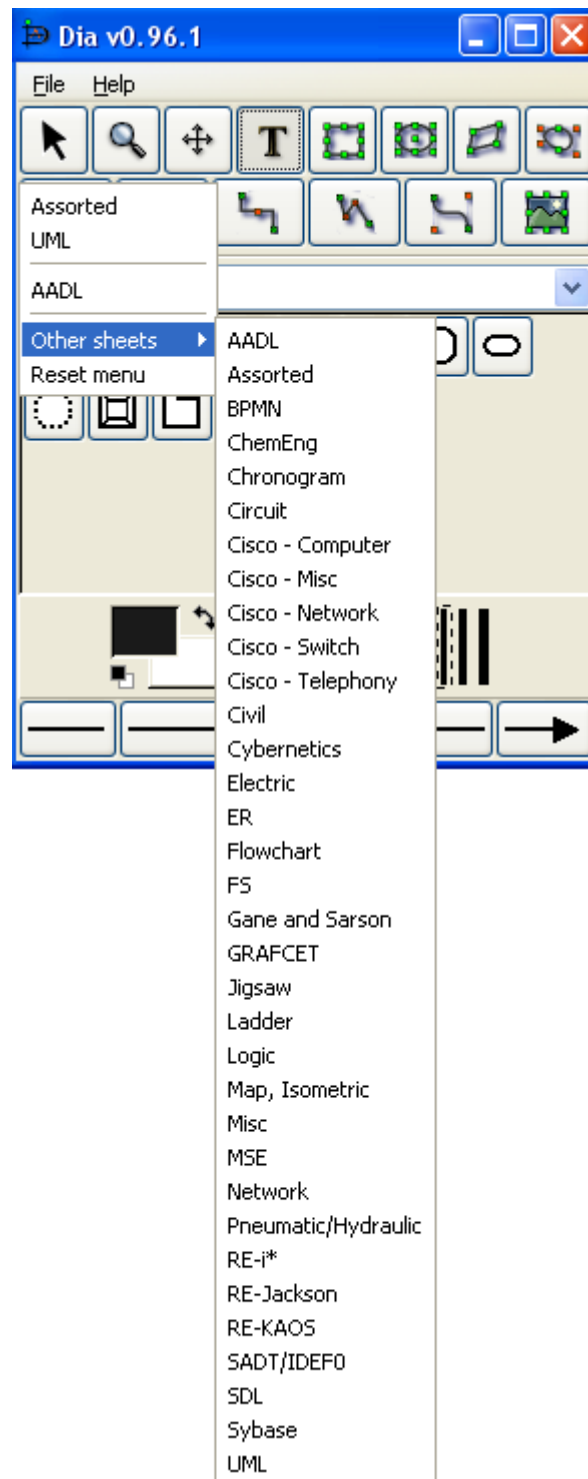 Dia v0.96.1
File Help
T
Assorted
UML
AADL
Other sheets
Reset menu
AADL
Assorted
BPMN
ChemEng
Chronogram
Circuit
Cisco - Computer
Cisco - Misc
Cisco - Network
Cisco - Switch
Cisco - Telephony
Civil
Cybernetics
Electric
ER
Flowchart
FS
Gane and Sarson
GRAFCET
Jigsaw
Ladder
Logic
Map, Isometric
Misc
MSE
Network
Pneumatic/Hydraulic
RE-i*
RE-Jackson
RE-KAOS
SADT/IDEF0
SDL
Sybase
UML